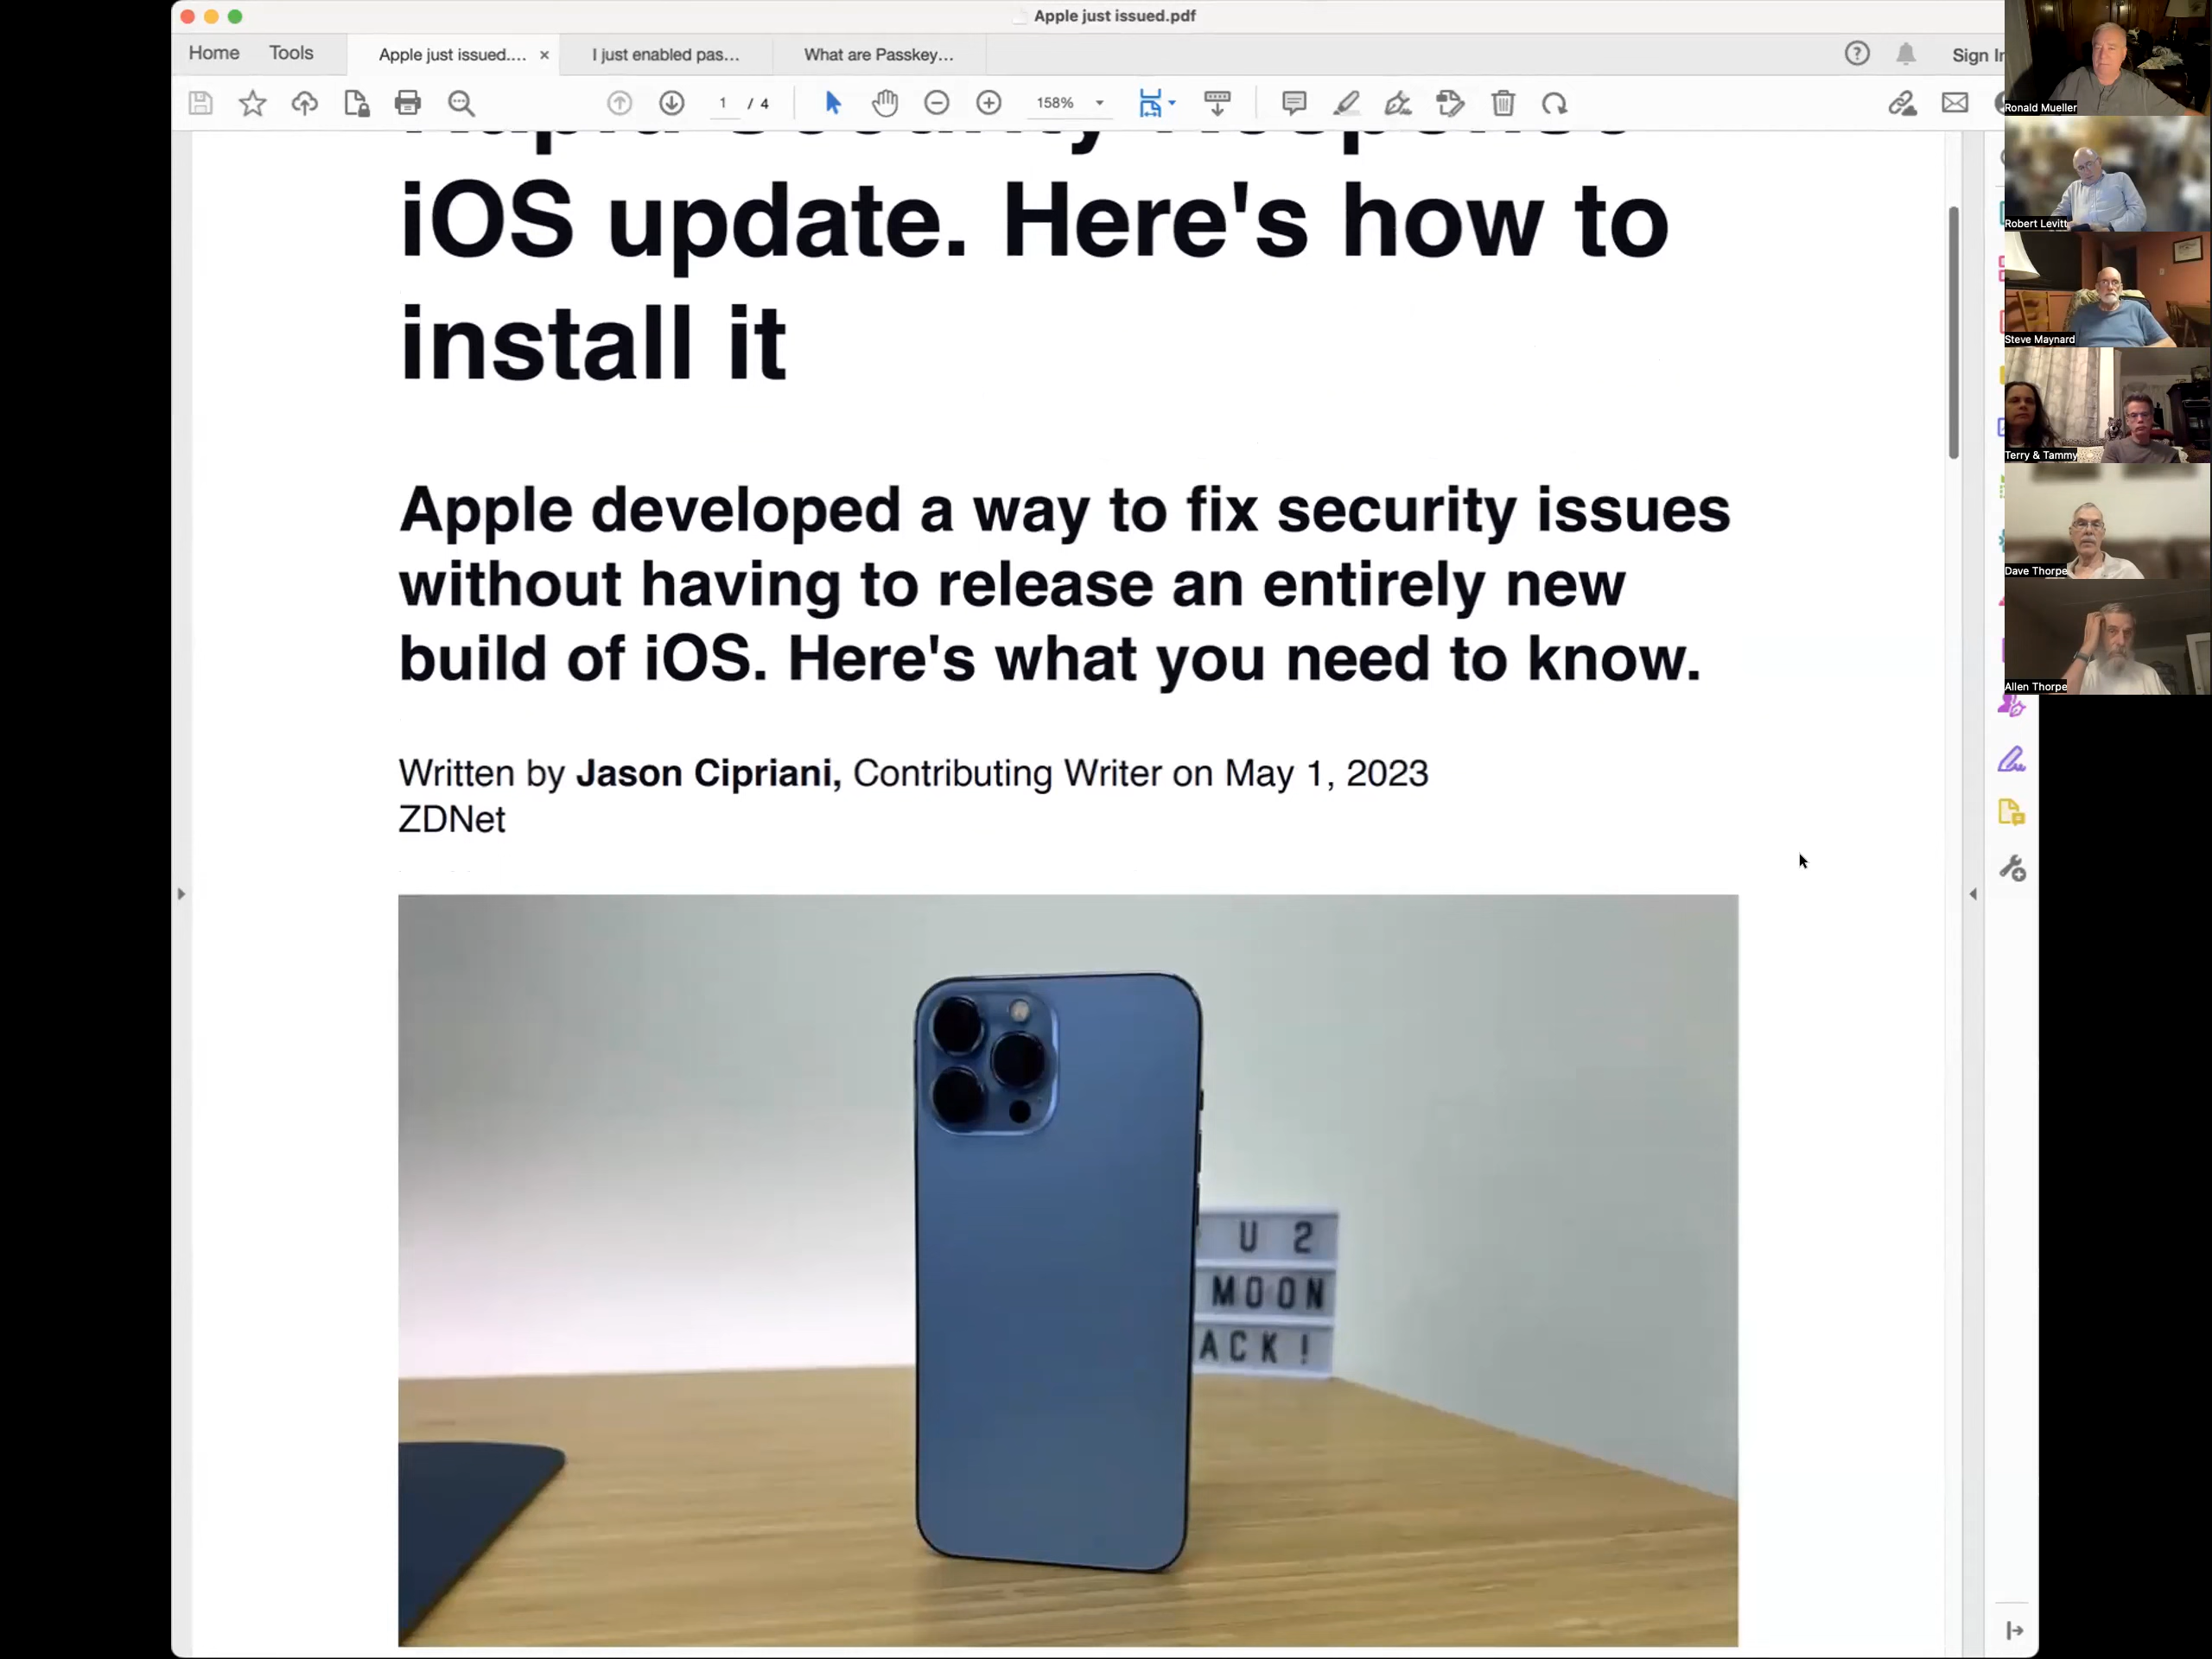 Apple just issued.pdf
Home
Tools
Apple just issued....
I just enabled pas...
What are Passkey...
Sign In
1 / 4
158%
Rapid Security Response
iOS update. Here's how to
install it
Apple developed a way to fix security issues
without having to release an entirely new
build of iOS. Here's what you need to know.
Written by Jason Cipriani, Contributing Writer on May 1, 2023
ZDNet
U 2
MOON
ACK!
Ronald Mueller
Robert Levitt
Steve Maynard
Terry & Tammy
Dave Thorpe
Allen Thorpe